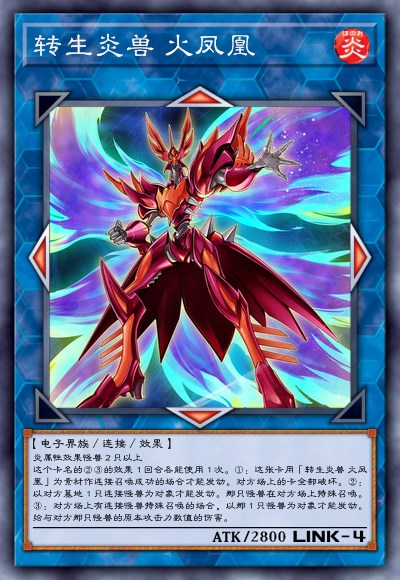 转生炎兽 火凤凰
ほのお
炎
【电子界族/连接/效果】
炎属性效果怪兽2只以上
这个卡名的②③的效果1回合各能使用1次。①:这张卡用「转生炎兽 火凤
凰」为素材作连接召唤成功的场合才能发动。对方场上的卡全部破坏。②:
以对方墓地1只连接怪兽为对象才能发动。那只怪兽在对方场上特殊召唤。
③:对方场上有连接怪兽特殊召唤的场合,以那1只怪兽为对象才能发动。
给与对方那只怪兽的原本攻击力数值的伤害。
ATK/2800 LINK-4